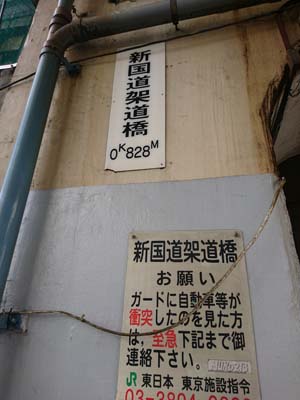 新国道架道橋
0K828M
新国道架道橋
お願い
ガードに自動車等が
衝突したのを見た方
は，至急下記まで御
連絡下さい。
JR 東日本 東京施設指令